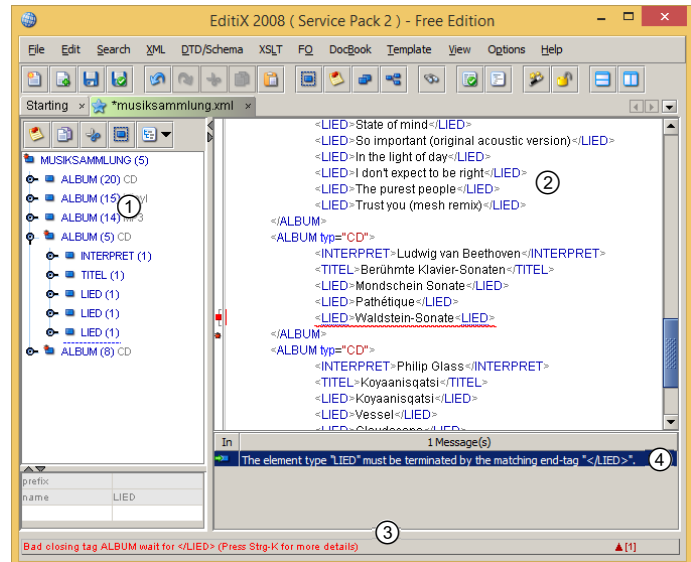 EditiX 2008 ( Service Pack 2 ) - Free Edition
File Edit Search XML DTD/Schema XSLT FO DocBook Template View Options Help
Starting *musiksammlung.xml
MUSIKSAMMLUNG (5)
ALBUM (20) CD
ALBUM (15)
1
ALBUM (14)
ALBUM (5) CD
INTERPRET (1)
TITEL (1)
LIED (1)
LIED (1)
LIED (1)
ALBUM (8) CD
prefix
name LIED
<LIED>State of mind</LIED>
<LIED>So important (original acoustic version)</LIED>
<LIED>In the light of day</LIED>
<LIED>I don't expect to be right</LIED>
2
<LIED>The purest people</LIED>
<LIED>Trust you (mesh remix)</LIED>
</ALBUM>
<ALBUM typ="CD">
<INTERPRET>Ludwig van Beethoven</INTERPRET>
<TITEL>Berühmte Klavier-Sonaten</TITEL>
<LIED>Mondschein Sonate</LIED>
<LIED>Pathétique</LIED>
<LIED>Waldstein-Sonate<LIED>
</ALBUM>
<ALBUM typ="CD">
<INTERPRET>Philip Glass</INTERPRET>
<TITEL>Koyaanisqatsi</TITEL>
<LIED>Koyaanisqatsi</LIED>
<LIED>Vessel</LIED>
In 1 Message(s)
The element type "LIED" must be terminated by the matching end-tag "</LIED>". 4
3
Bad closing tag ALBUM wait for </LIED> (Press Strg-K for more details) [1]